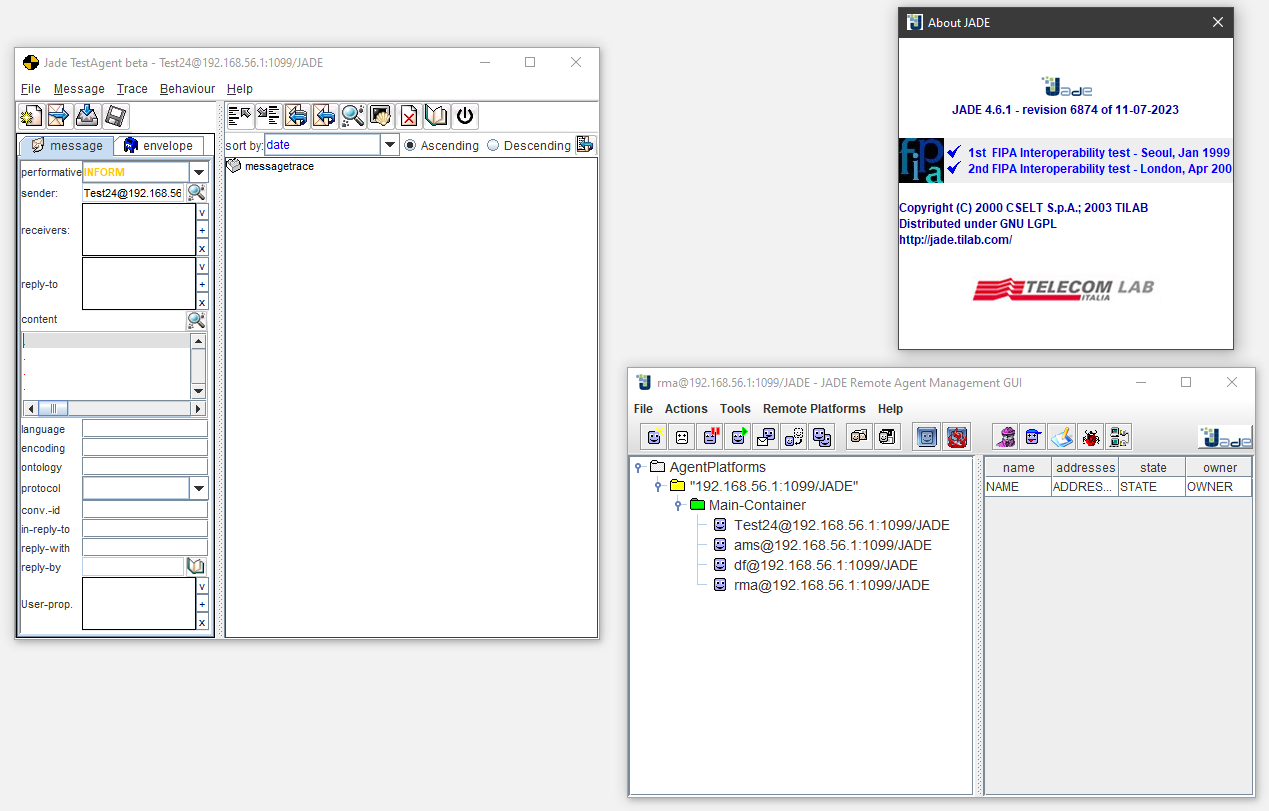 Jade TestAgent beta - Test24@192.168.56.1:1099/JADE
File Message Trace Behaviour Help
message envelope
performative INFORM
sender: Test24@192.168.56
receivers:
v
+
x
reply-to
v
+
x
content
language
encoding
ontology
protocol
conv.-id
in-reply-to
reply-with
reply-by
User-prop.
v
+
x
sort by: date Ascending Descending
messagetrace
About JADE
Jade
JADE 4.6.1 - revision 6874 of 11-07-2023
fipa
1st FIPA Interoperability test - Seoul, Jan 1999
2nd FIPA Interoperability test - London, Apr 200
Copyright (C) 2000 CSELT S.p.A.; 2003 TILAB
Distributed under GNU LGPL
http://jade.tilab.com/
TELECOM LAB
ITALIA
rma@192.168.56.1:1099/JADE - JADE Remote Agent Management GUI
File Actions Tools Remote Platforms Help
Jade
AgentPlatforms
"192.168.56.1:1099/JADE"
Main-Container
Test24@192.168.56.1:1099/JADE
ams@192.168.56.1:1099/JADE
df@192.168.56.1:1099/JADE
rma@192.168.56.1:1099/JADE
name addresses state owner
NAME ADDRES... STATE OWNER